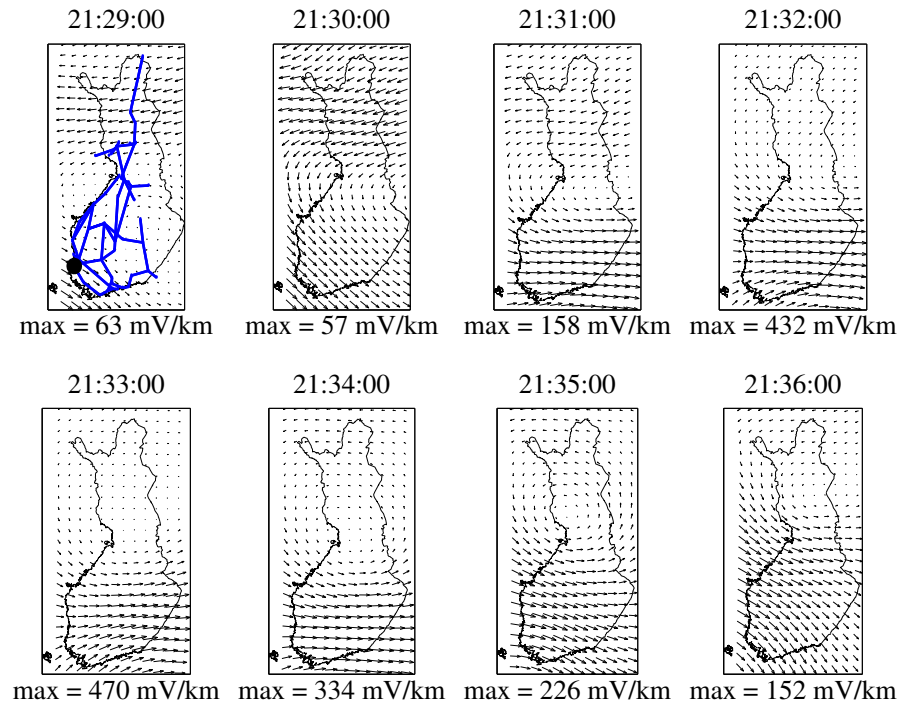 21:29:00 21:30:00 21:31:00 21:32:00
max = 63 mV/km max = 57 mV/km max = 158 mV/km max = 432 mV/km
21:33:00 21:34:00 21:35:00 21:36:00
max = 470 mV/km max = 334 mV/km max = 226 mV/km max = 152 mV/km